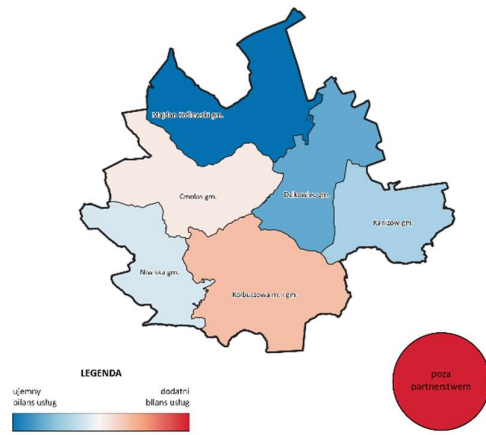 Majdan Królewski gm.
Cmolas gm.
Dzikowiec gm.
Raniżów gm.
Niwiska gm.
Kolbuszowa m. i gm.
LEGENDA
ujemny
bilans usług
dodatni
bilans usług
poza
partnerstwem